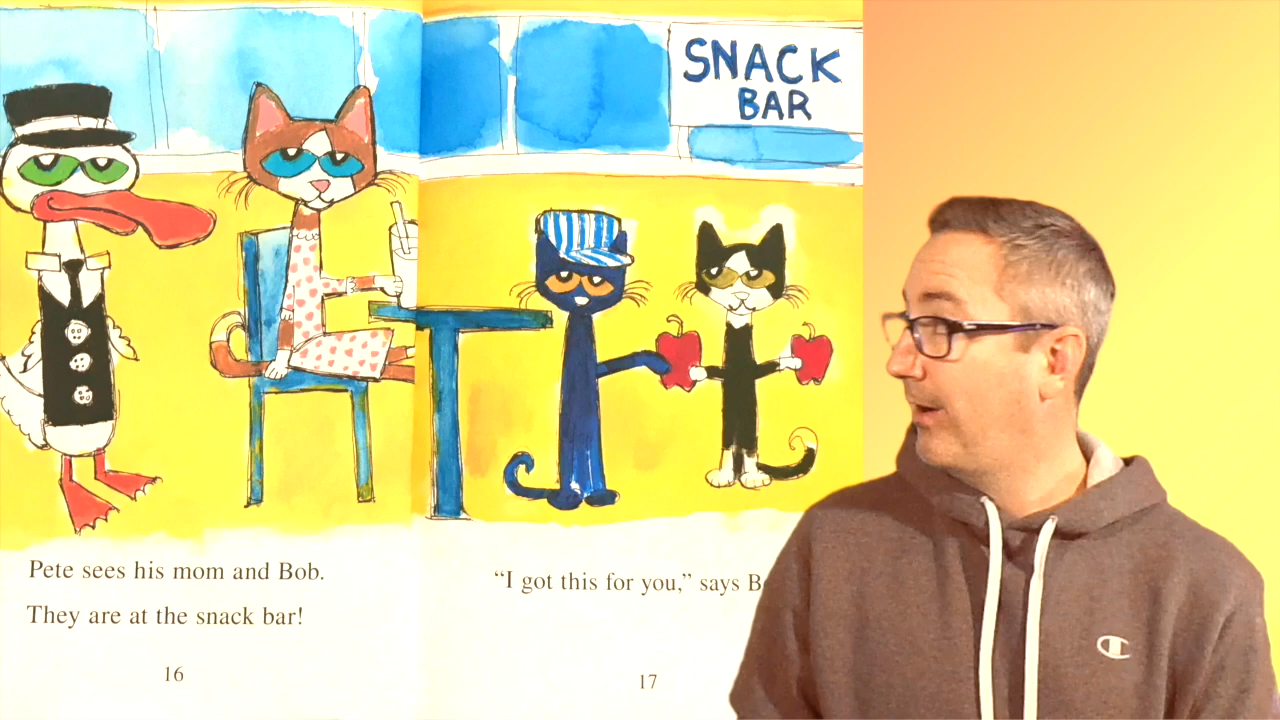 SNACK
BAR
Pete sees his mom and Bob.
They are at the snack bar!
16
“I got this for you,” says
17